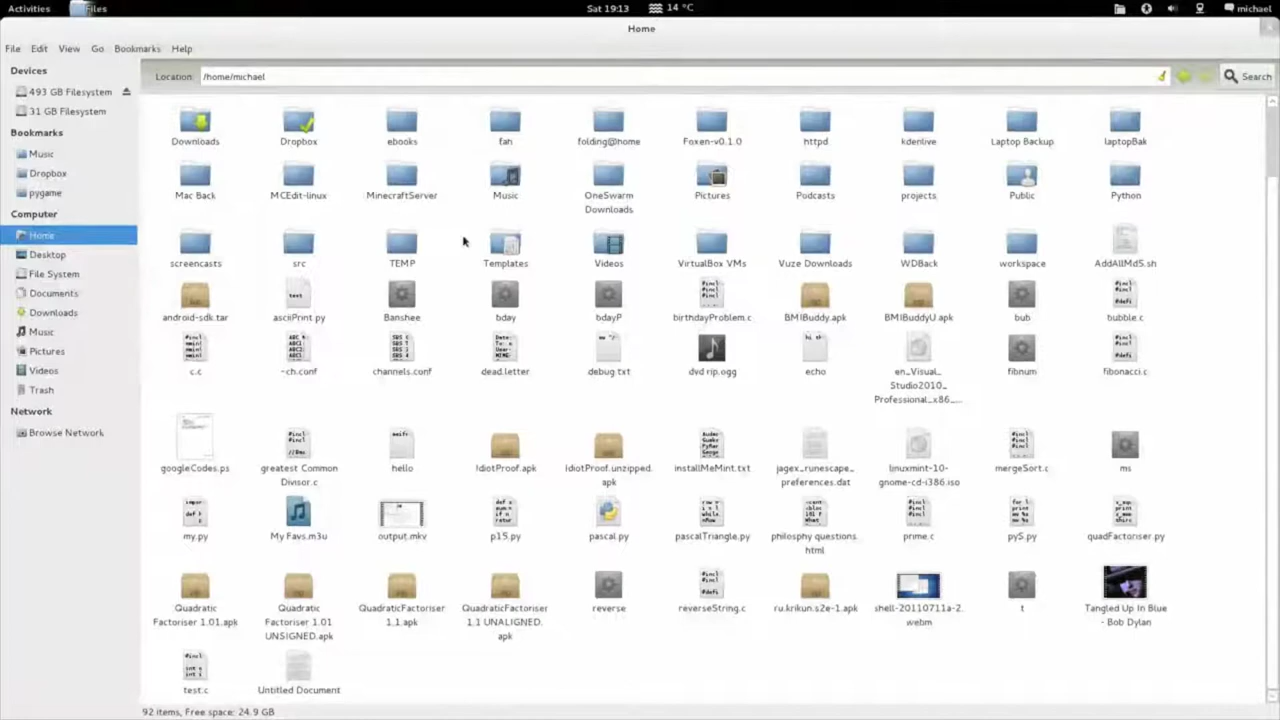 Activities Files Sat 19:13 14 °C michael
Home
File Edit View Go Bookmarks Help
Devices
493 GB Filesystem
31 GB Filesystem
Bookmarks
Music
Dropbox
pygame
Computer
Home
Desktop
File System
Documents
Downloads
Music
Pictures
Videos
Trash
Network
Browse Network
Location: /home/michael Search
Downloads Dropbox ebooks fah folding@home Foxen-v0.1.0 httpd kdenlive Laptop Backup laptopBak
Mac Back MCEdit-linux MinecraftServer Music OneSwarm Pictures Podcasts projects Public Python
Downloads
screencasts src TEMP Templates Videos VirtualBox VMs Vuze Downloads WDBack workspace AddAllMd5.sh
android-sdk.tar asciiPrint.py Banshee bday bdayP birthdayProblem.c BMIBuddy.apk BMIBuddyU.apk bub bubble.c
c.c ~ch.conf channels.conf dead.letter debug.txt dvd rip.ogg echo en_Visual_ fibnum fibonacci.c
Studio2010_
Professional_x86_...
googleCodes.ps greatest Common hello IdiotProof.apk IdiotProof.unzipped. installMeMint.txt jagex_runescape_ linuxmint-10- mergeSort.c ms
Divisor.c apk preferences.dat gnome-cd-i386.iso
my.py My Favs.m3u output.mkv p15.py pascal.py pascalTriangle.py philosphy questions. prime.c py5.py quadFactoriser.py
html
Quadratic Quadratic QuadraticFactoriser QuadraticFactoriser reverse reverseString.c ru.krikun.s2e-1.apk shell-20110711a-2. t Tangled Up In Blue
Factoriser 1.01.apk Factoriser 1.01 1.1.apk 1.1 UNALIGNED. webm - Bob Dylan
UNSIGNED.apk apk
test.c Untitled Document
92 items, Free space: 24.9 GB